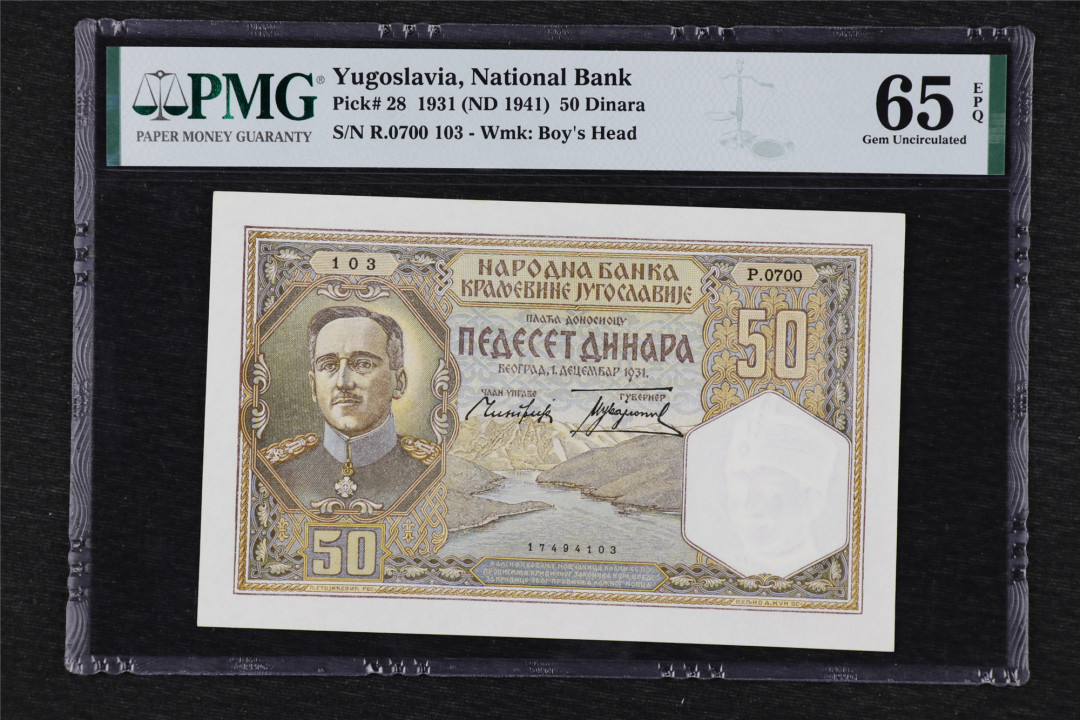 PMG®
PAPER MONEY GUARANTY
Yugoslavia, National Bank
Pick# 28 1931 (ND 1941) 50 Dinara
S/N R.0700 103 - Wmk: Boy's Head
65
EPQ
Gem Uncirculated
103
НАРОДНА БАНКА
КРАЉЕВИНЕ ЈУГОСЛАВИЈЕ
P.0700
ПЛАЋА ДОНОСИОЦУ
ПЕДЕСЕТ ДИНАРА
БЕОГРАД, 1. ДЕЦЕМБАР 1931.
ЧЛАН УПРАВЕ
ГУВЕРНЕР
50
50
17494103